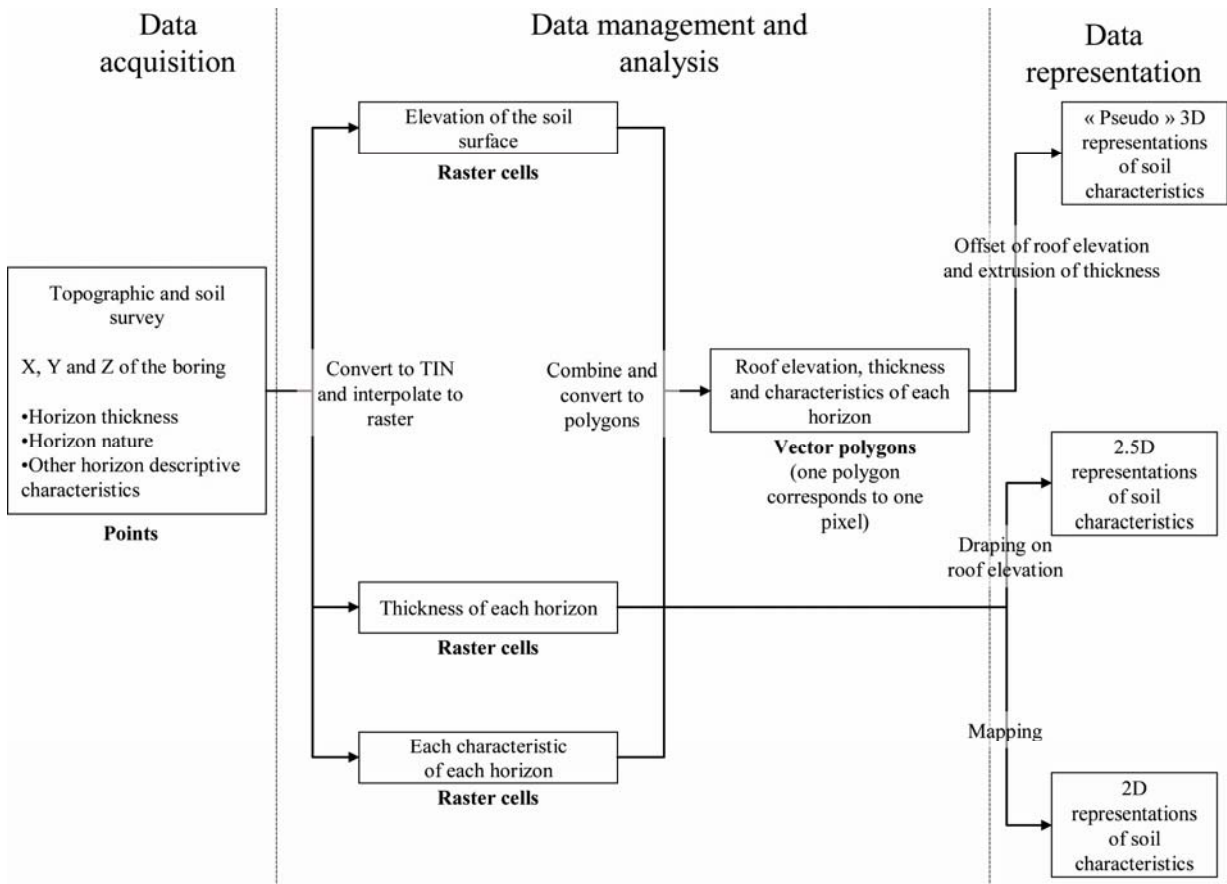 Data
acquisition
Data management and
analysis
Data
representation
Topographic and soil
survey
X, Y and Z of the boring
•Horizon thickness
•Horizon nature
•Other horizon descriptive
characteristics
Points
Convert to TIN
and interpolate to
raster
Elevation of the soil
surface
Raster cells
Thickness of each horizon
Raster cells
Each characteristic
of each horizon
Raster cells
Combine and
convert to
polygons
Roof elevation, thickness
and characteristics of each
horizon
Vector polygons
(one polygon
corresponds to one
pixel)
Offset of roof elevation
and extrusion of thickness
« Pseudo » 3D
representations
of soil
characteristics
Draping on
roof elevation
2.5D
representations
of soil
characteristics
Mapping
2D
representations
of soil
characteristics